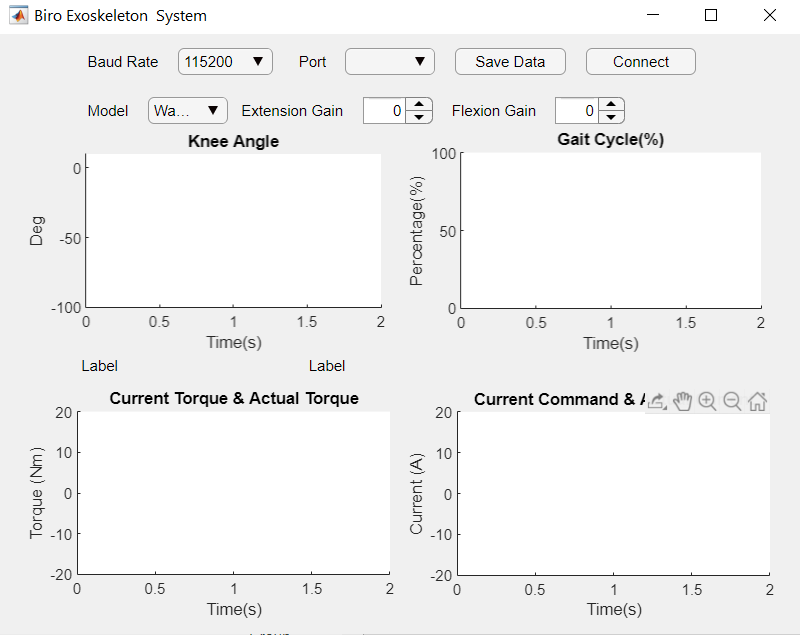 Biro Exoskeleton  System
Baud Rate 115200 Port Save Data Connect
Model Wa... Extension Gain 0 Flexion Gain 0
Knee Angle
0
-50
-100
Deg
0 0.5 1 1.5 2
Time(s)
Gait Cycle(%)
100
50
0
Percentage(%)
0 0.5 1 1.5 2
Time(s)
Label Label
Current Torque & Actual Torque
20
10
0
-10
-20
Torque (Nm)
0 0.5 1 1.5 2
Time(s)
Current Command &
20
10
0
-10
-20
Current (A)
0 0.5 1 1.5 2
Time(s)